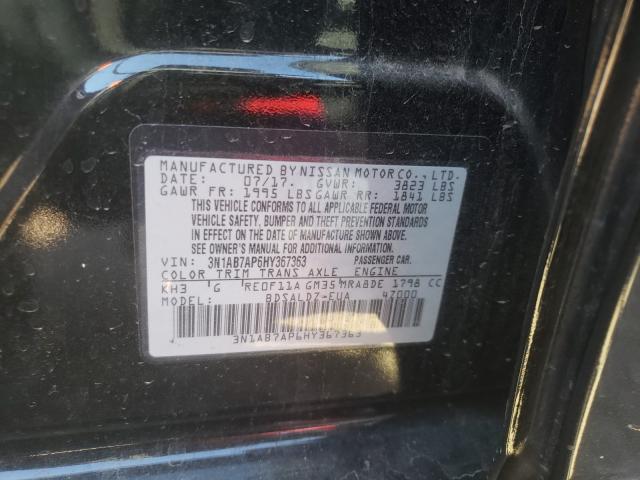 MANUFACTURED BY NISSAN MOTOR CO., LTD.
DATE: 07/17. GVWR: 3823 LBS
GAWR FR: 1995 LBS GAWR RR: 1841 LBS
THIS VEHICLE CONFORMS TO ALL APPLICABLE FEDERAL MOTOR
VEHICLE SAFETY, BUMPER AND THEFT PREVENTION STANDARDS
IN EFFECT ON THE DATE OF MANUFACTURE SHOWN ABOVE.
SEE OWNER'S MANUAL FOR ADDITIONAL INFORMATION.
VIN: 3N1AB7AP6HY367363 PASSENGER CAR.
COLOR TRIM TRANS AXLE ENGINE
KH3 G RE0F11A GM35 MRA8DE 1798 CC
MODEL: BDSALDZ-EUA 4Z000
3N1AB7AP6HY367363